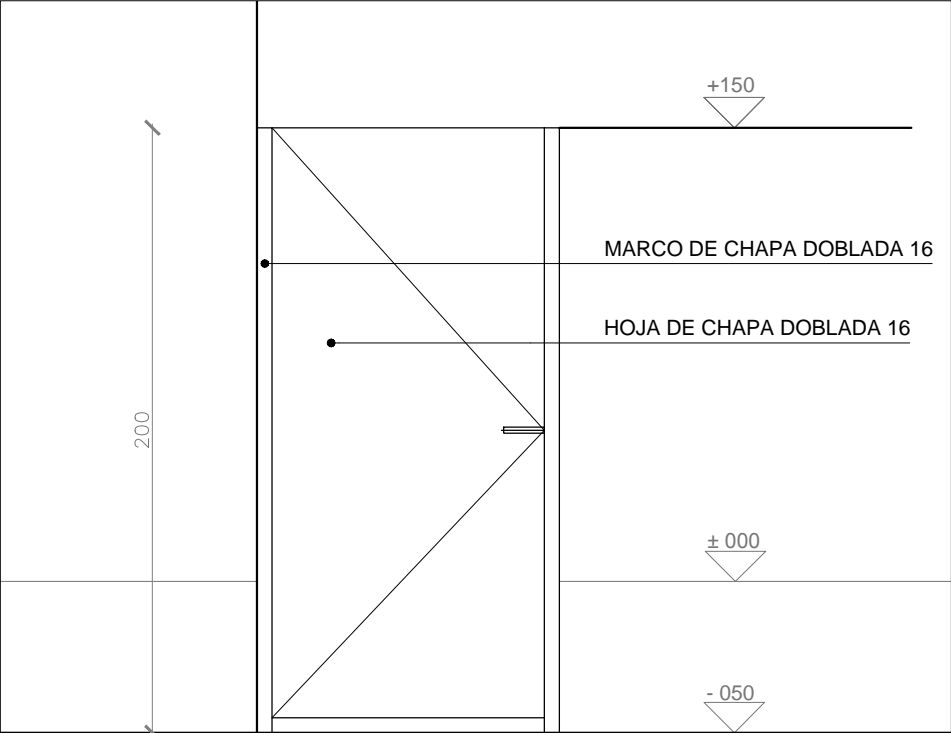 +150
MARCO DE CHAPA DOBLADA 16
HOJA DE CHAPA DOBLADA 16
200
± 000
- 050